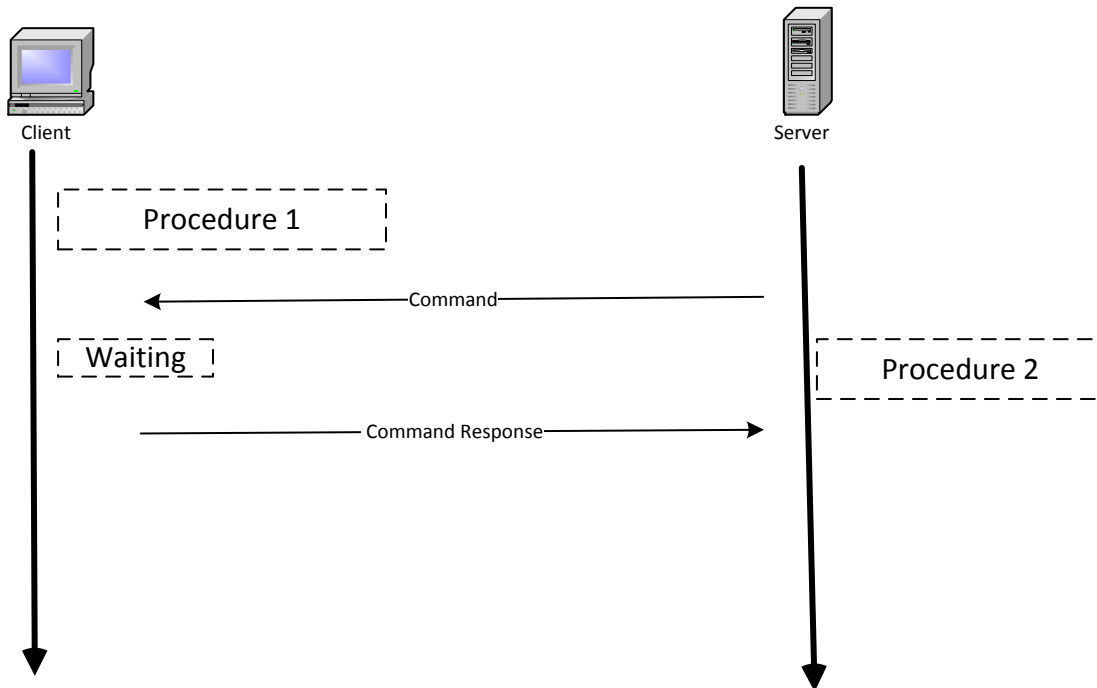 Client
Server
Procedure 1
Command
Waiting
Procedure 2
Command Response